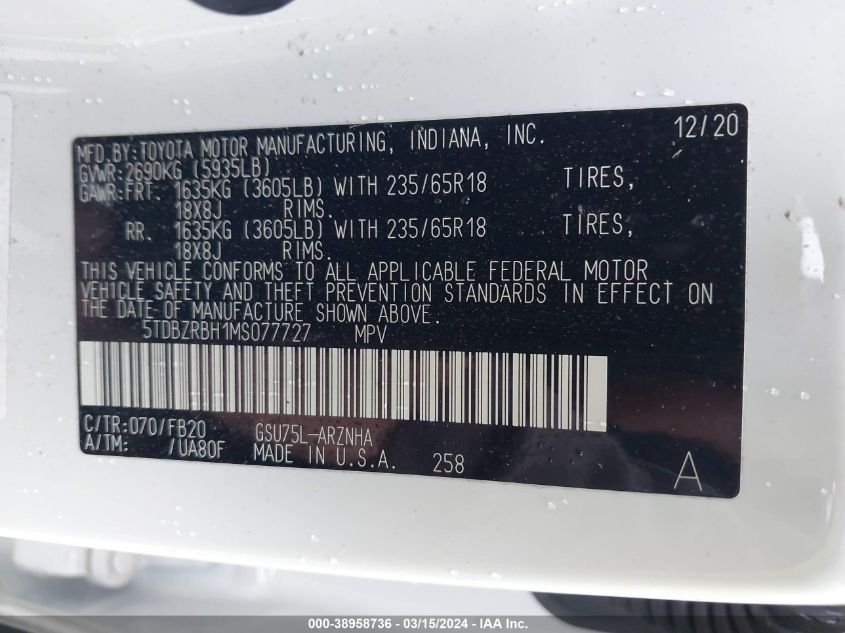 MFD.BY:TOYOTA MOTOR MANUFACTURING, INDIANA, INC. 12/20
GVWR:2690KG (5935LB)
GAWR:FRT. 1635KG (3605LB) WITH 235/65R18 TIRES,
18X8J RIMS.
RR. 1635KG (3605LB) WITH 235/65R18 TIRES,
18X8J RIMS.
THIS VEHICLE CONFORMS TO ALL APPLICABLE FEDERAL MOTOR
VEHICLE SAFETY AND THEFT PREVENTION STANDARDS IN EFFECT ON
THE DATE OF MANUFACTURE SHOWN ABOVE.
5TDBZRBH1MS077727 MPV
C/TR:070/FB20 GSU75L-ARZNHA
A/TM: /UA80F MADE IN U.S.A. 258 A
000-38958736 - 03/15/2024 - IAA Inc.